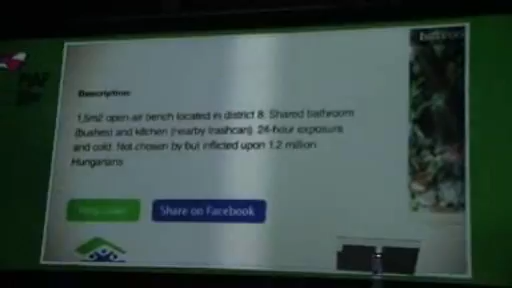 Description:
1,5m2 open-air bench located in district 8. Shared bathroom
(bushes) and kitchen (nearby trashcan). 24-hour exposure
and cold. Not chosen by but inflicted upon 1.2 million
Hungarians
Share on Facebook